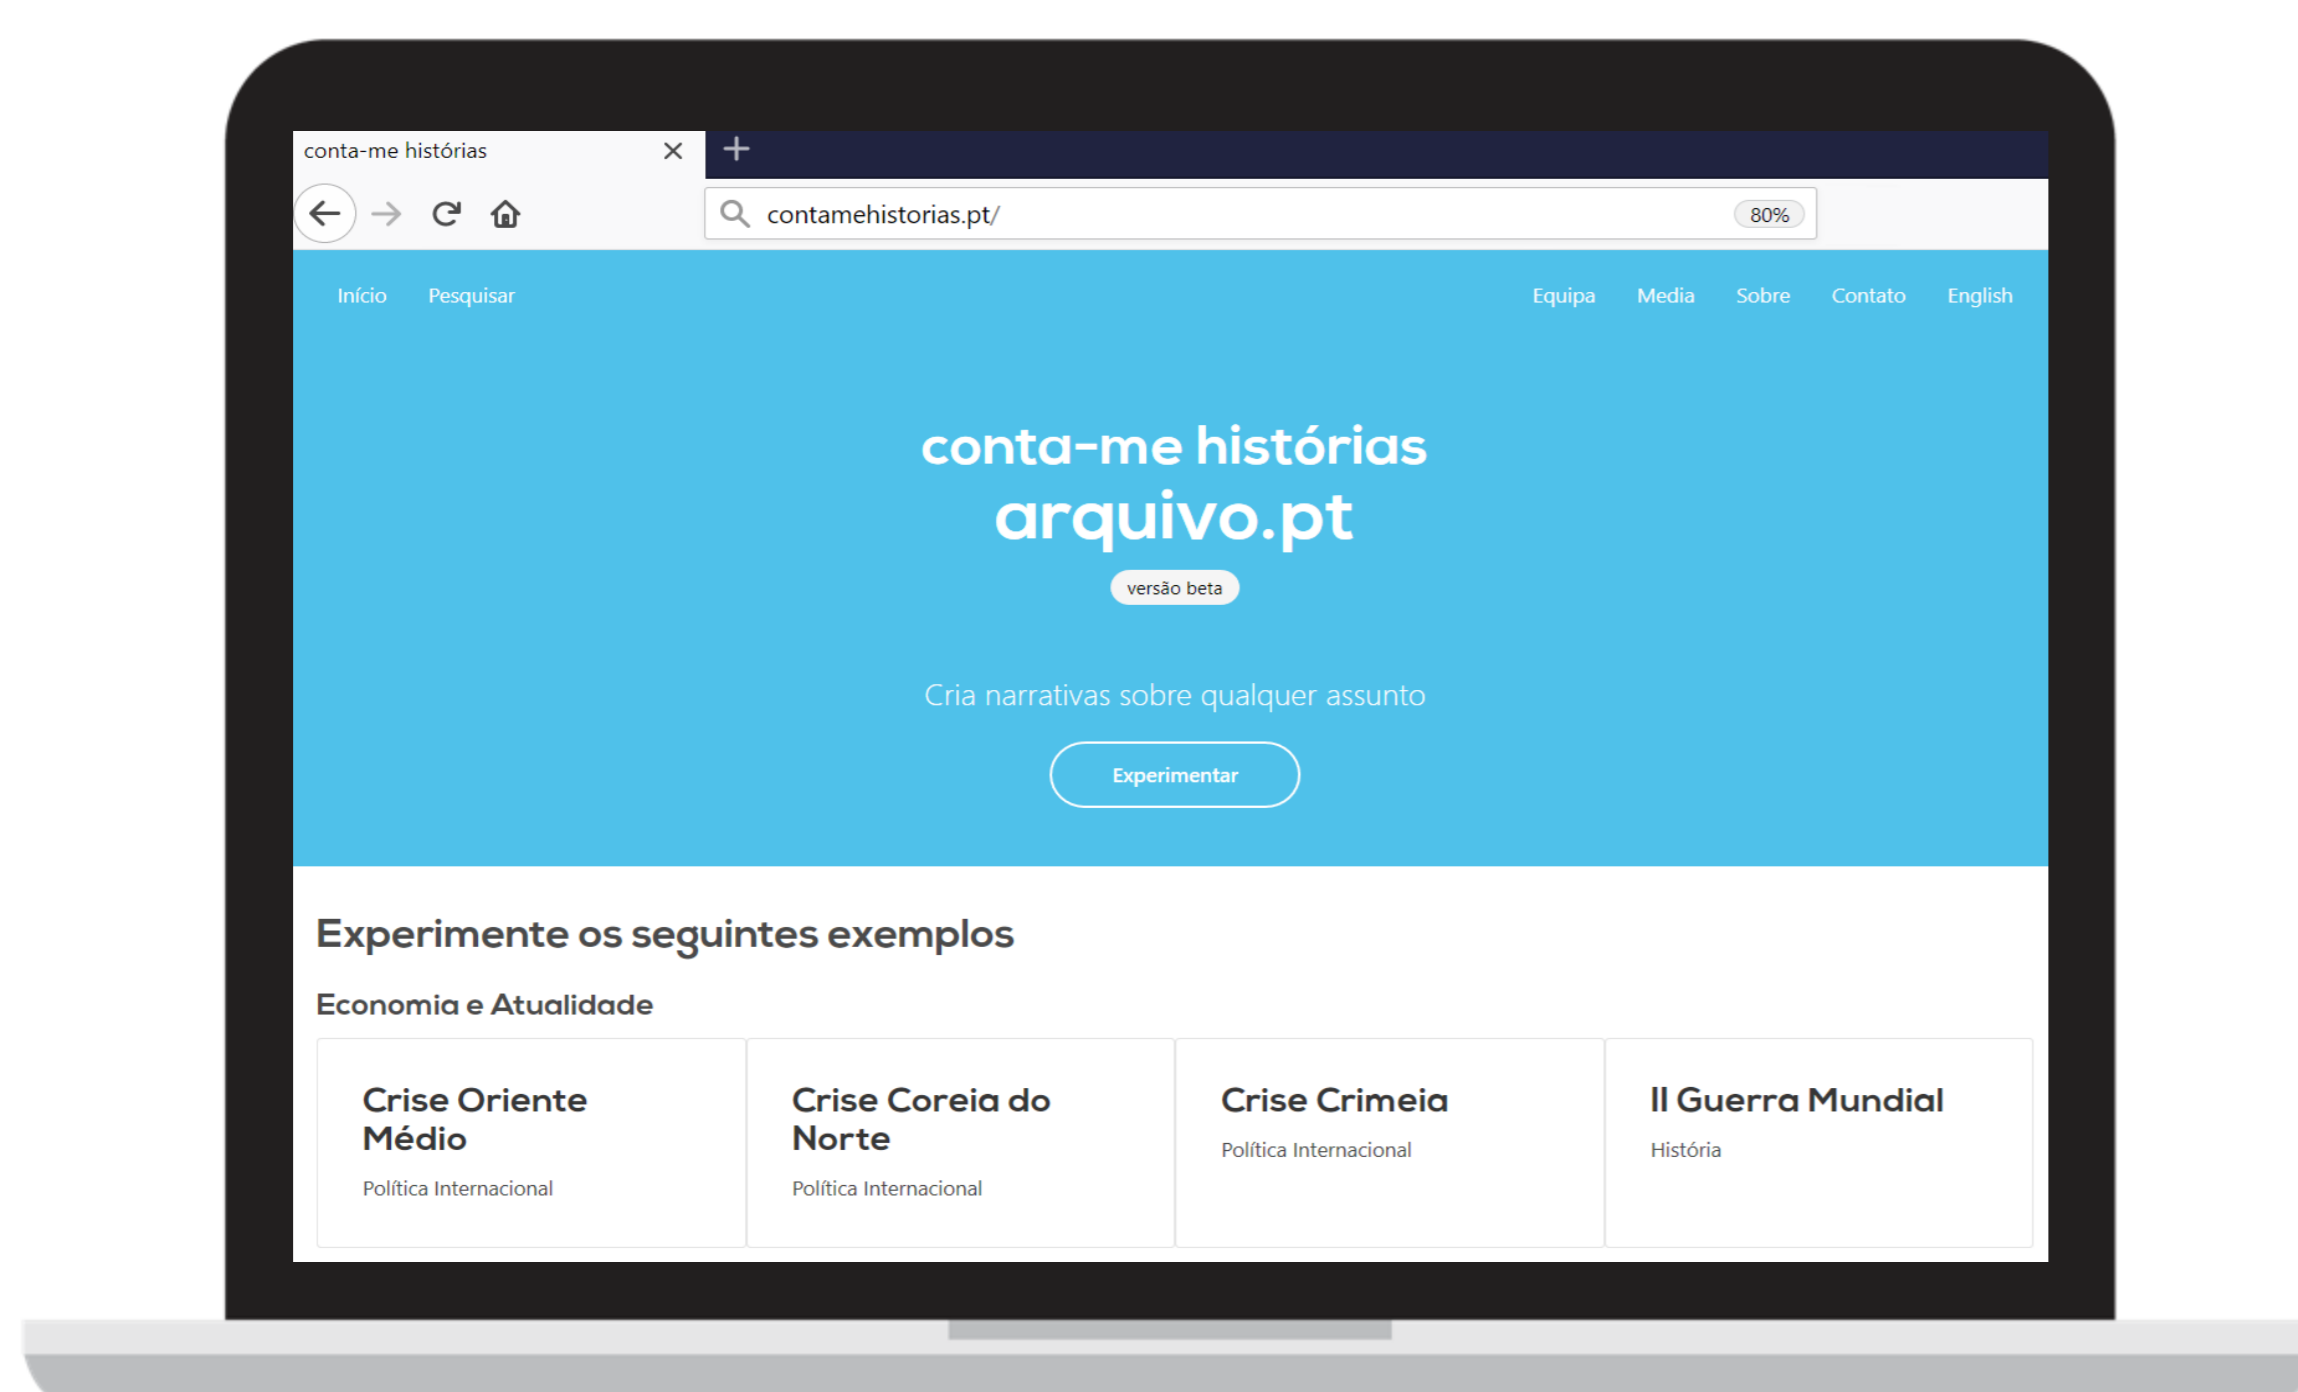 conta-me histórias
contamehistorias.pt/
80%
Início Pesquisar Equipa Media Sobre Contato English
conta-me histórias
arquivo.pt
versão beta
Cria narrativas sobre qualquer assunto
Experimentar
Experimente os seguintes exemplos
Economia e Atualidade
Crise Oriente
Médio
Política Internacional
Crise Coreia do
Norte
Política Internacional
Crise Crimeia
Política Internacional
II Guerra Mundial
História